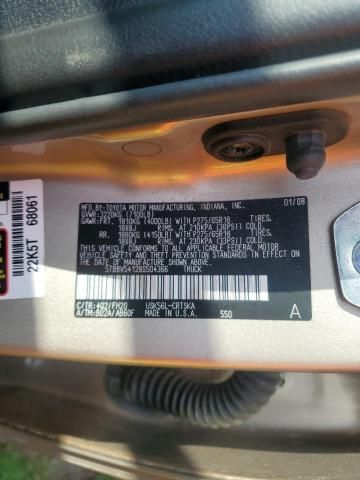 MFD.BY:TOYOTA MOTOR MANUFACTURING, INDIANA, INC. 01/08
GVWR:3220KG (7100LB)
GAWR:FRT. 1810KG (4000LB) WITH P275/65R18 TIRES,
18X8J RIMS, AT 210KPA (30PSI) COLD
RR. 1880KG (4150LB) WITH P275/65R18 TIRES,
18X8J RIMS, AT 230KPA (33PSI) COLD
THIS VEHICLE CONFORMS TO ALL APPLICABLE FEDERAL
MOTOR VEHICLE SAFETY STANDARDS IN EFFECT ON THE
DATE OF MANUFACTURE SHOWN ABOVE.
5TBBV54128S504366 TRUCK
C/TR:4Q2/FH20 USK56L-CRTSKA
A/TM:B02A/AB60F MADE IN U.S.A. 550 A
22K5T 68061